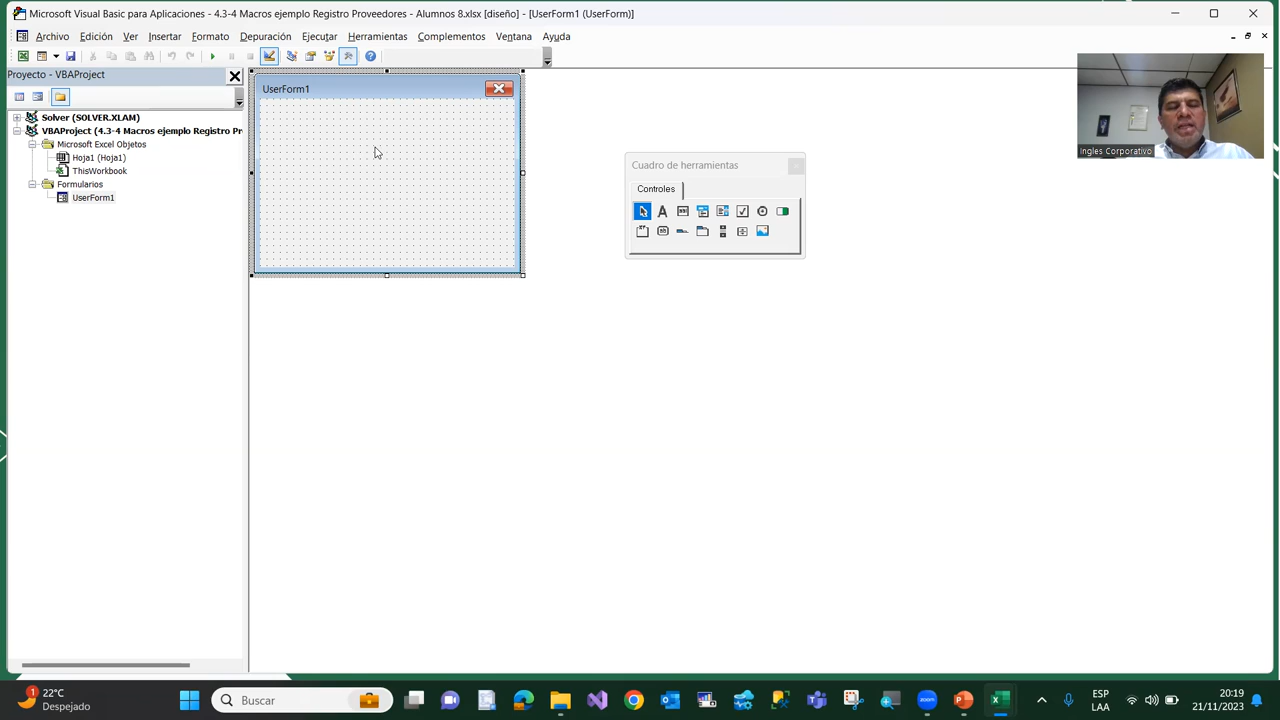 Microsoft Visual Basic para Aplicaciones - 4.3-4 Macros ejemplo Registro Proveedores - Alumnos 8.xlsx [diseño] - [UserForm1 (UserForm)]
Archivo Edición Ver Insertar Formato Depuración Ejecutar Herramientas Complementos Ventana Ayuda
Proyecto - VBAProject
Solver (SOLVER.XLAM)
VBAProject (4.3-4 Macros ejemplo Registro Pr
Microsoft Excel Objetos
Hoja1 (Hoja1)
ThisWorkbook
Formularios
UserForm1
UserForm1
Cuadro de herramientas
Controles
Ingles Corporativo
1
22°C
Despejado
Buscar
ESP
LAA
20:19
21/11/2023